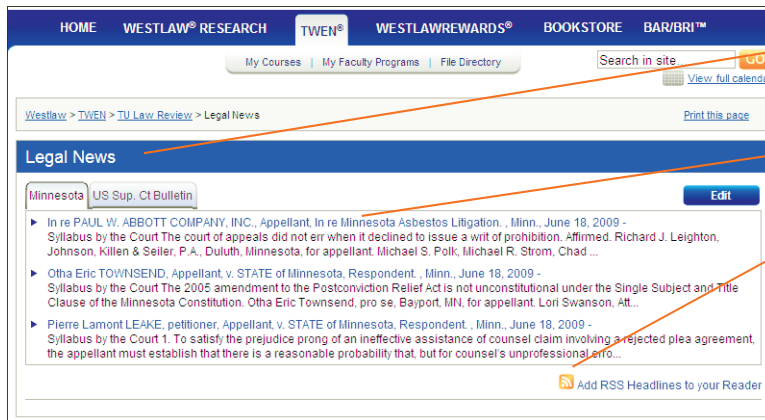 HOME WESTLAW® RESEARCH TWEN® WESTLAWREWARDS® BOOKSTORE BAR/BRI™
My Courses | My Faculty Programs | File Directory
Search in site... GO
View full calenda
Westlaw > TWEN > TU Law Review > Legal News
Print this page
Legal News
Minnesota US Sup. Ct Bulletin
Edit
In re PAUL W. ABBOTT COMPANY, INC., Appellant, In re Minnesota Asbestos Litigation. , Minn., June 18, 2009 -
Syllabus by the Court The court of appeals did not err when it declined to issue a writ of prohibition. Affirmed. Richard J. Leighton,
Johnson, Killen & Seiler, P.A., Duluth, Minnesota, for appellant. Michael S. Polk, Michael R. Strom, Chad ...
Otha Eric TOWNSEND, Appellant, v. STATE of Minnesota, Respondent. , Minn., June 18, 2009 -
Syllabus by the Court The 2005 amendment to the Postconviction Relief Act is not unconstitutional under the Single Subject and Title
Clause of the Minnesota Constitution. Otha Eric Townsend, pro se, Bayport, MN, for appellant. Lori Swanson, Att...
Pierre Lamont LEAKE, petitioner, Appellant, v. STATE of Minnesota, Respondent. , Minn., June 18, 2009 -
Syllabus by the Court 1. To satisfy the prejudice prong of an ineffective assistance of counsel claim involving a rejected plea agreement,
the appellant must establish that there is a reasonable probability that, but for counsel's unprofessional erro...
Add RSS Headlines to your Reader